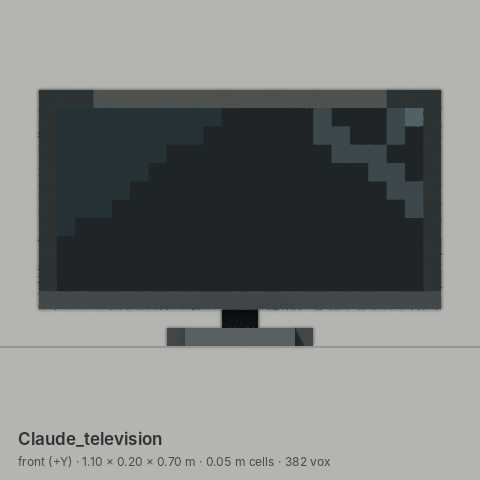 Claude_television
front (+Y) · 1.10 × 0.20 × 0.70 m · 0.05 m cells · 382 vox